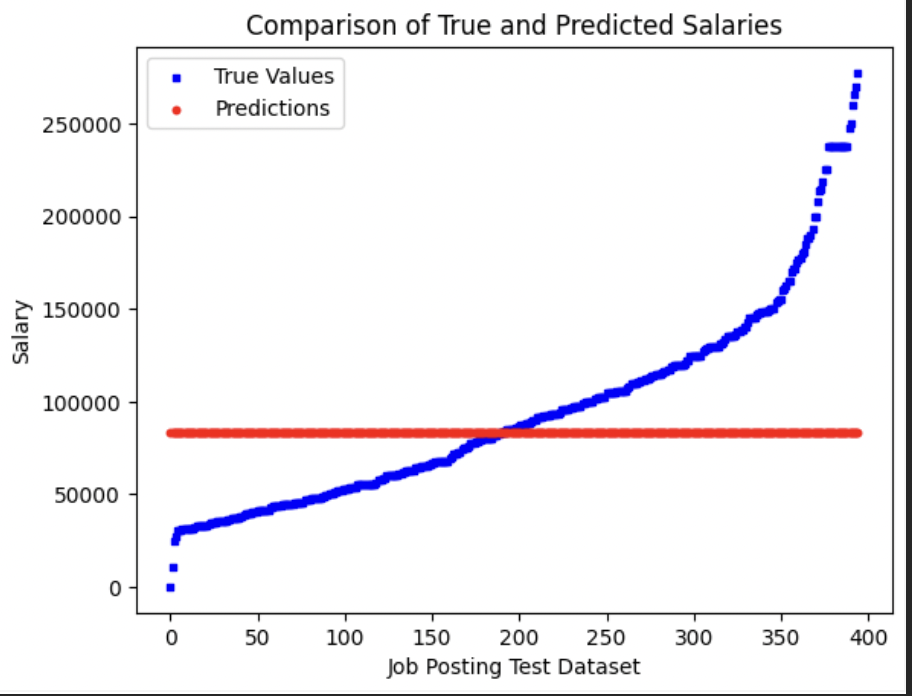 Comparison of True and Predicted Salaries
True Values
Predictions
250000
200000
150000
100000
50000
0
Salary
0 50 100 150 200 250 300 350 400
Job Posting Test Dataset